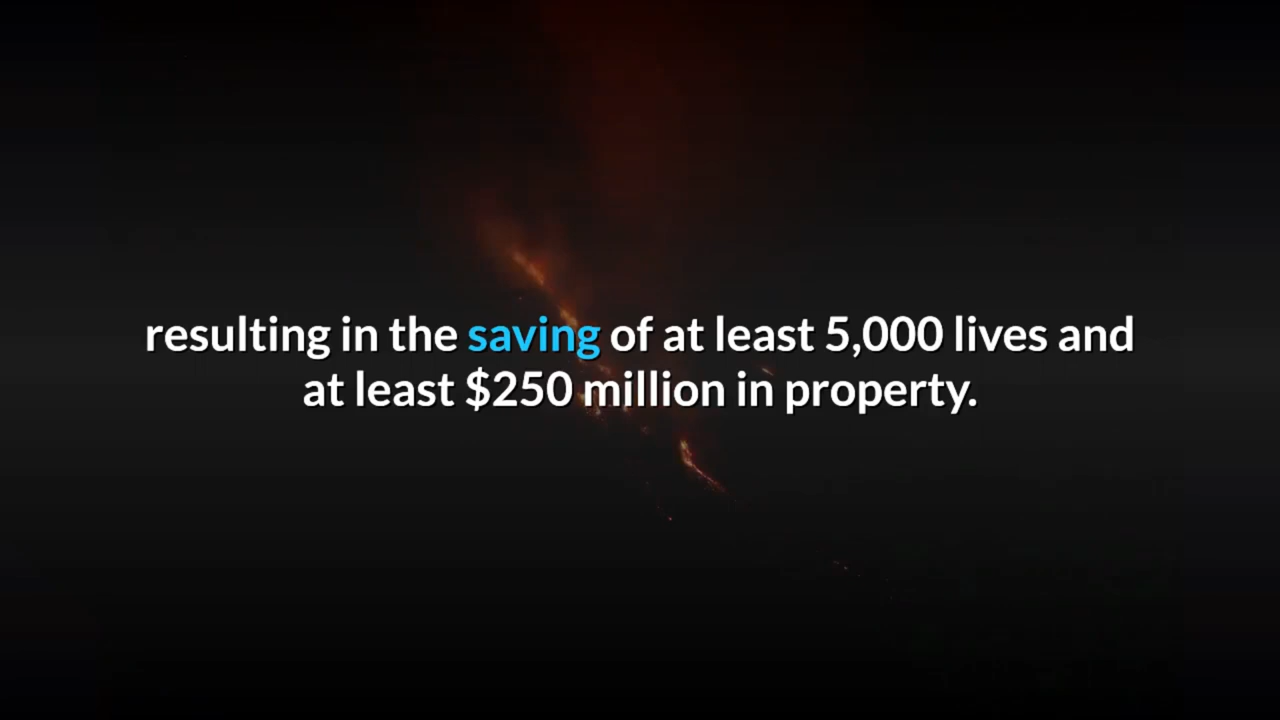 resulting in the saving of at least 5,000 lives and
at least $250 million in property.